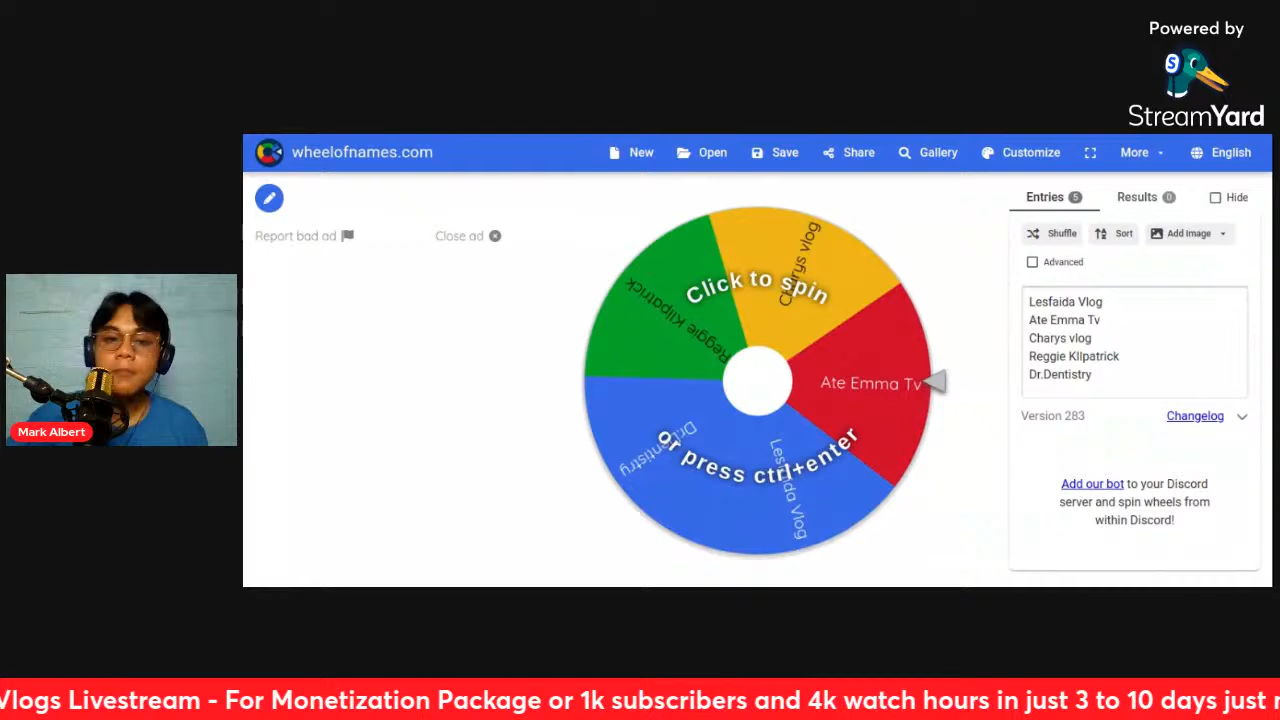 Powered by
StreamYard
wheelofnames.com
New
Open
Save
Share
Gallery
Customize
More
English
Report bad ad
Close ad
Entries 5
Results 0
Hide
Shuffle
Sort
Add image
Advanced
Lesfaida Vlog
Ate Emma Tv
Charys vlog
Reggie KIlpatrick
Dr.Dentistry
Version 283
Changelog
Add our bot to your Discord
server and spin wheels from
within Discord!
Click to spin
or press ctrl+enter
Charys vlog
Reggie KIlpatrick
Ate Emma Tv
Dr.Dentistry
Lesfaida Vlog
Mark Albert
Vlogs Livestream - For Monetization Package or 1k subscribers and 4k watch hours in just 3 to 10 days just